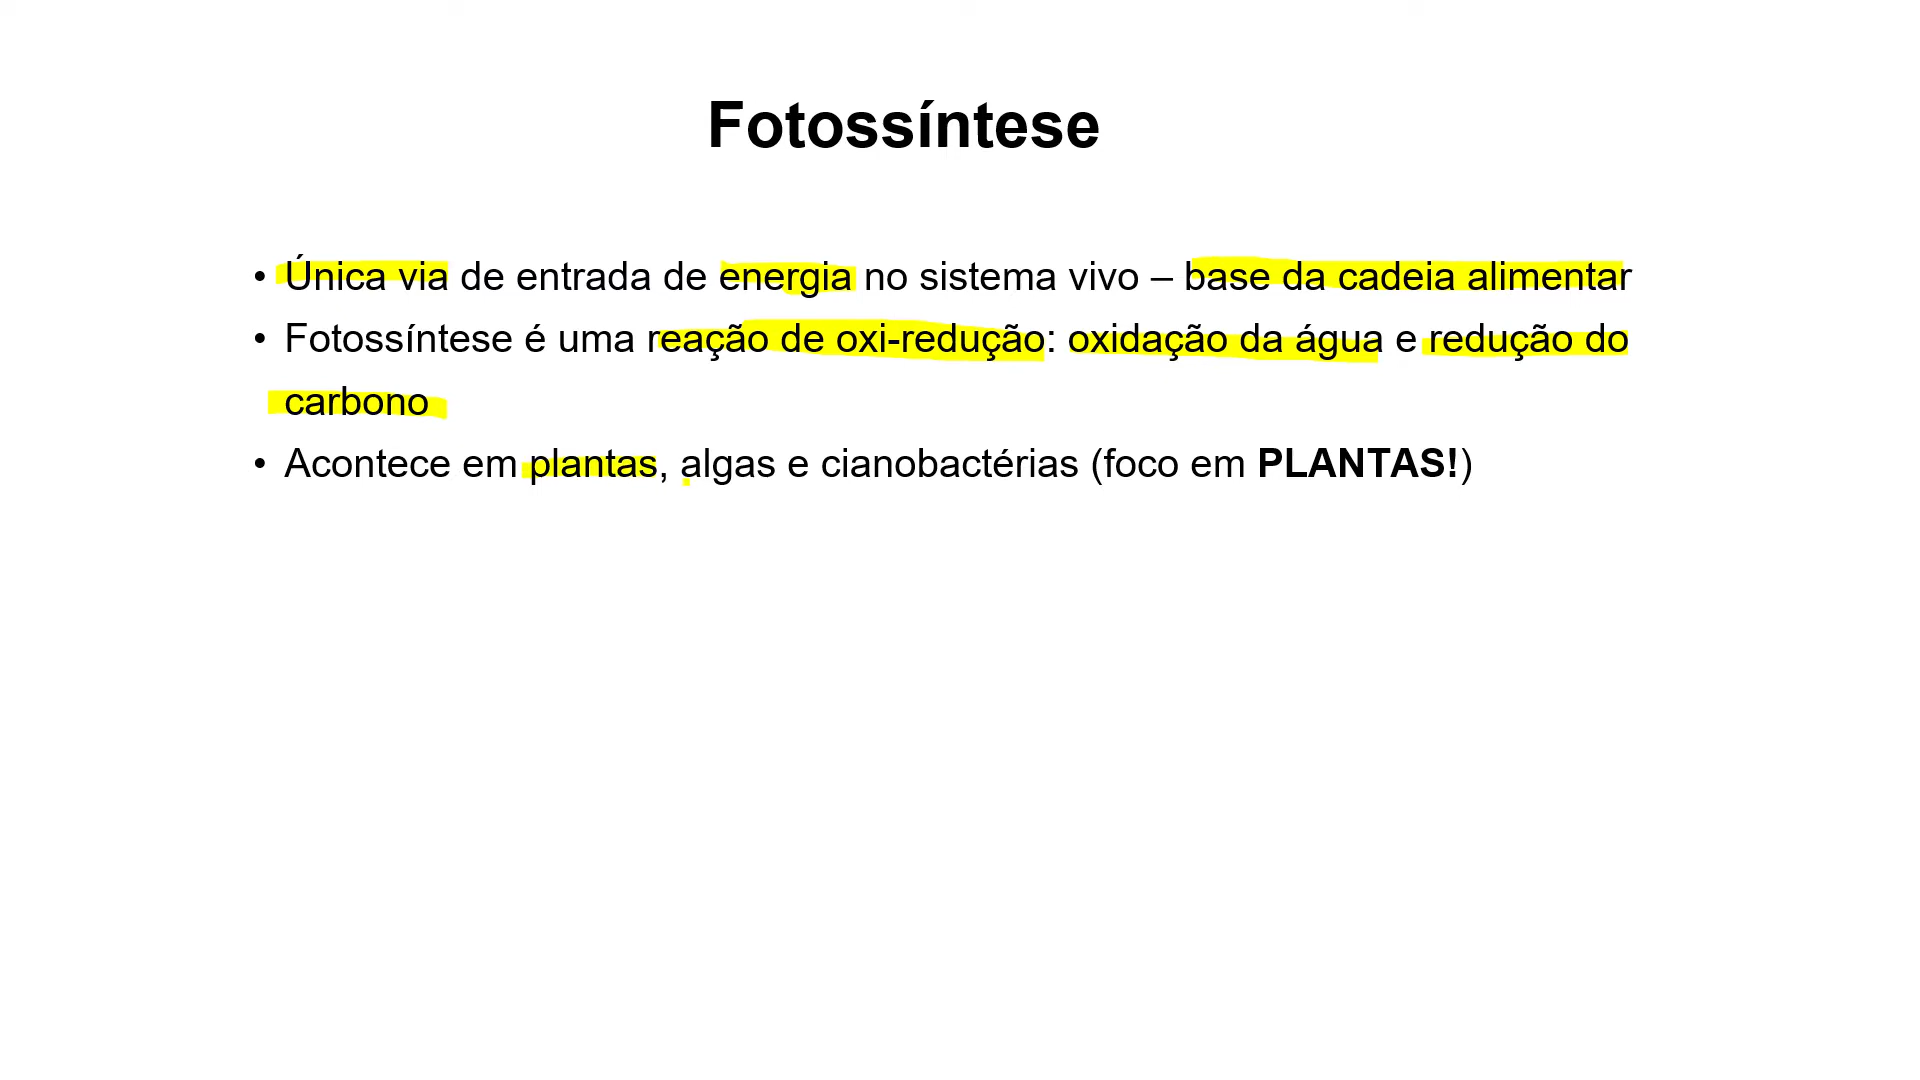 Fotossíntese
• Única via de entrada de energia no sistema vivo – base da cadeia alimentar
• Fotossíntese é uma reação de oxi-redução: oxidação da água e redução do
carbono
• Acontece em plantas, algas e cianobactérias (foco em PLANTAS!)